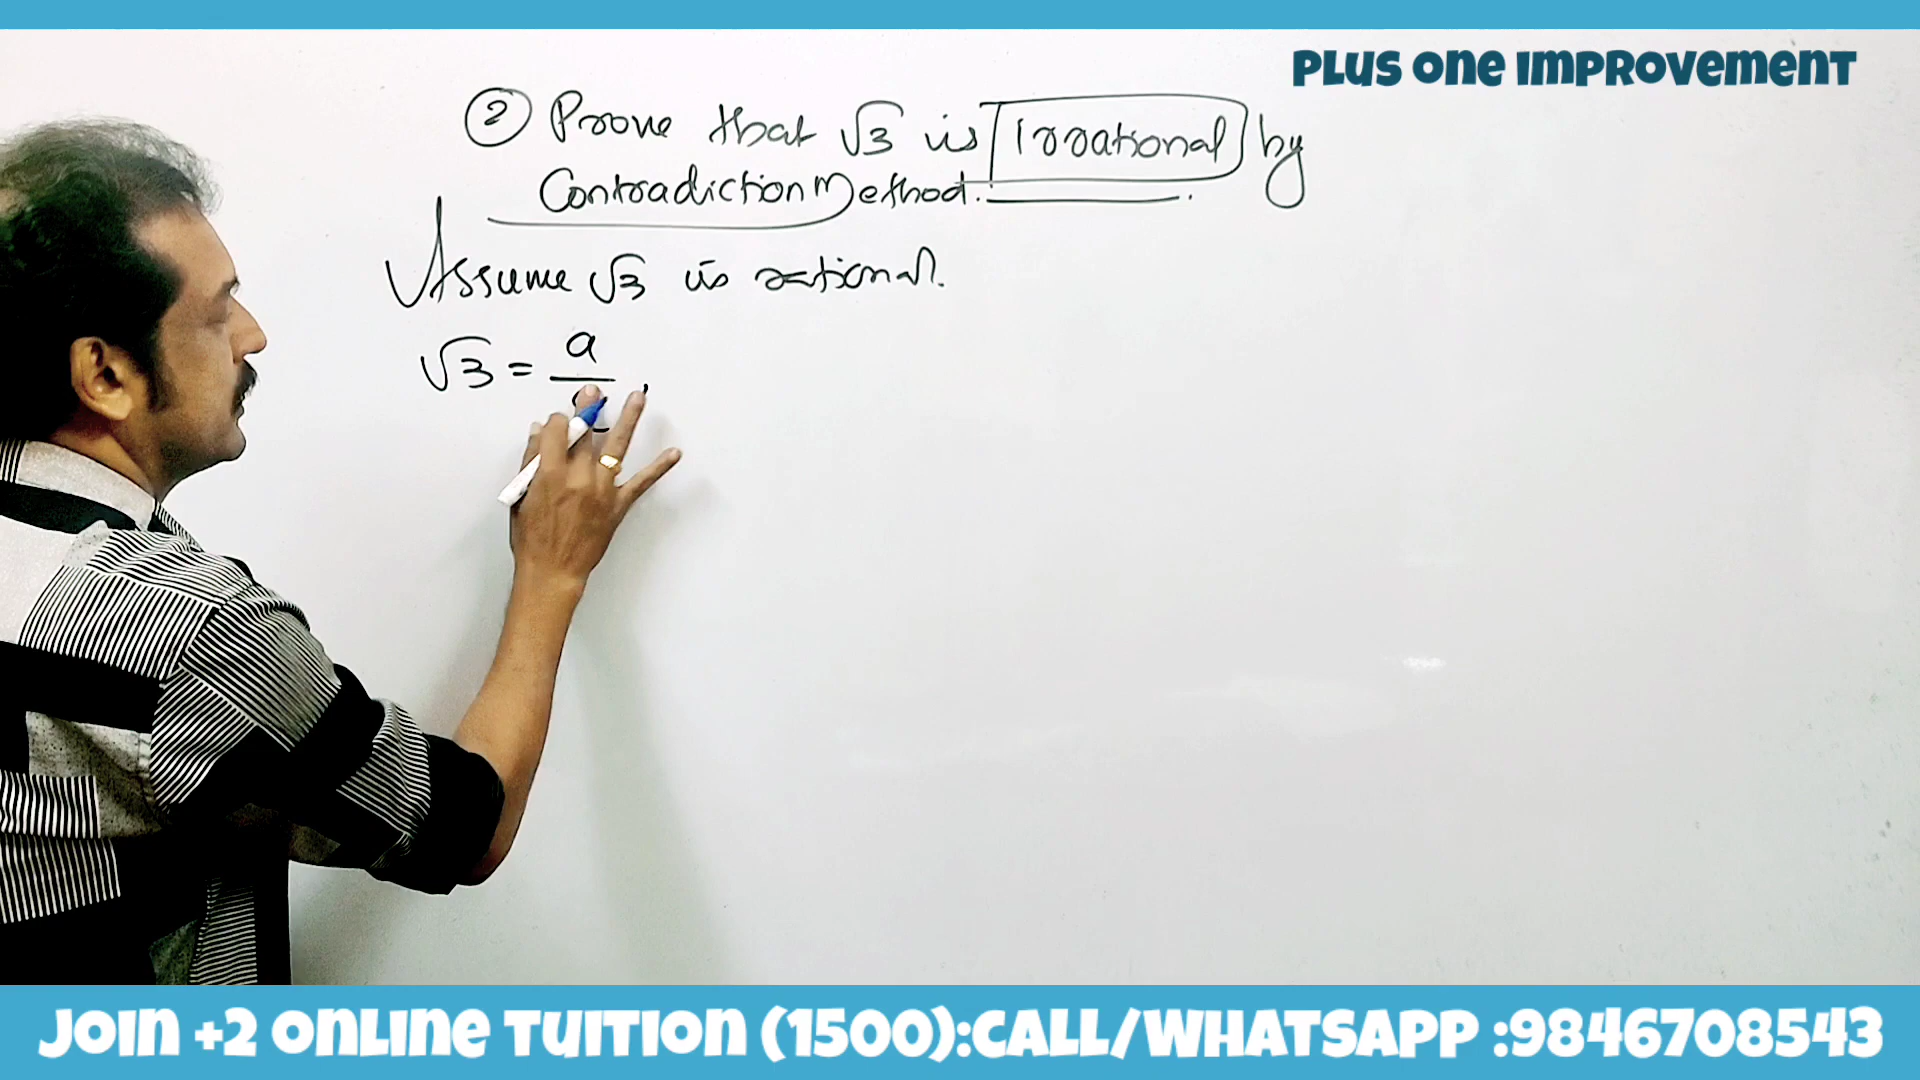 PLUS ONE IMPROVEMENT
2 Prove that √3 is Irrational by
Contradiction Method.
Assume √3 is rational.
√3 = a
JOIN +2 ONLINE TUITION (1500):CALL/WHATSAPP :9846708543